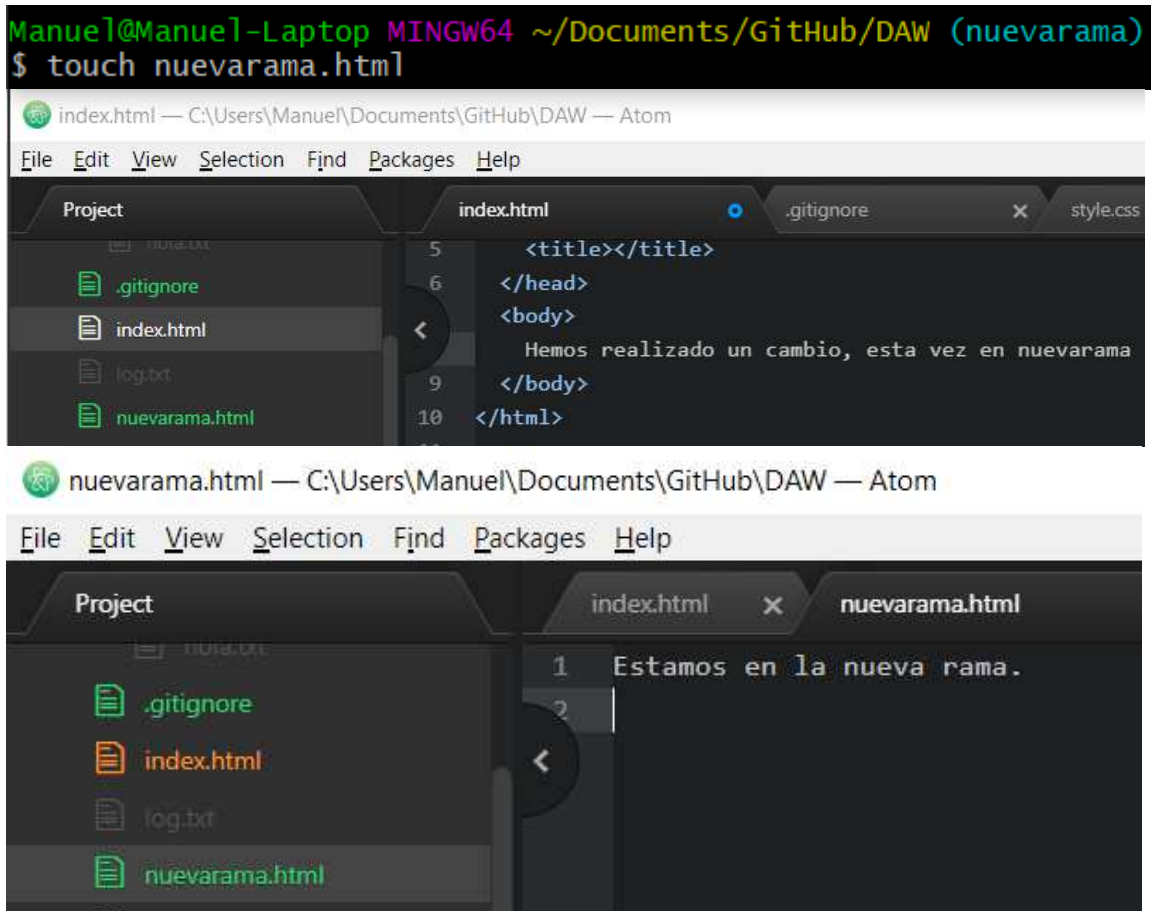 Manuel@Manuel-Laptop MINGW64 ~/Documents/GitHub/DAW (nuevarama)
$ touch nuevarama.html
index.html — C:\Users\Manuel\Documents\GitHub\DAW — Atom
File Edit View Selection Find Packages Help
Project index.html .gitignore style.css
5 <title></title>
.gitignore 6 </head>
<body>
index.html
Hemos realizado un cambio, esta vez en nuevarama
log.txt
9 </body>
nuevarama.html 10 </html>
nuevarama.html — C:\Users\Manuel\Documents\GitHub\DAW — Atom
File Edit View Selection Find Packages Help
Project index.html nuevarama.html
1 Estamos en la nueva rama.
.gitignore 2
index.html
log.txt
nuevarama.html